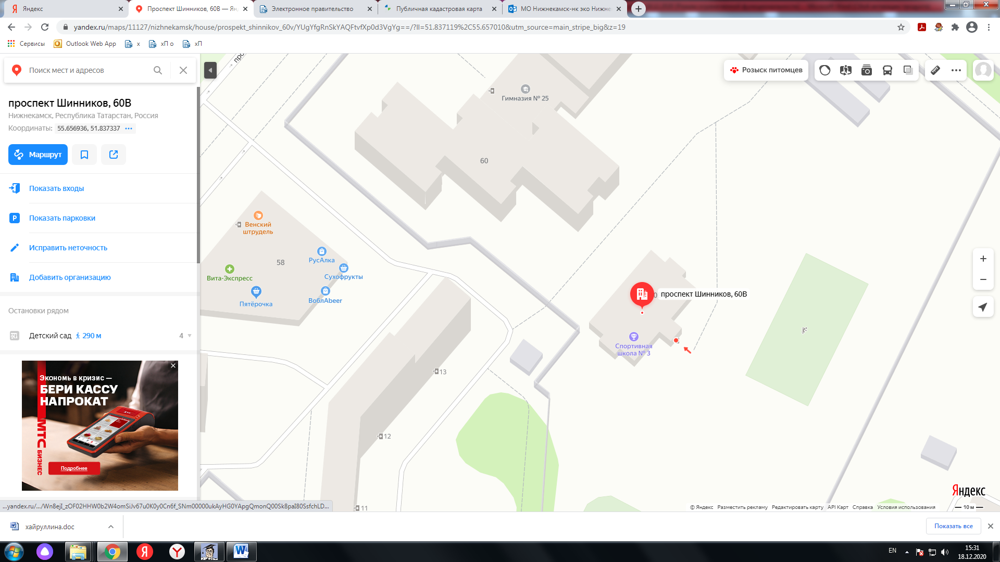 Яндекс
Проспект Шинников, 60В — Ян
Электронное правительство
Публичная кадастровая карта
МО Нижнекамск-нк эко Нижне
yandex.ru/maps/11127/nizhnekamsk/house/prospekt_shinnikov_60v/YUgYfgRnSkYAQFtvfXp0d3VgYg==/?ll=51.837119%2C55.657010&utm_source=main_stripe_big&z=19
Сервисы
Outlook Web App
х
хП о
хП
Поиск мест и адресов
проспект Шинников, 60В
Нижнекамск, Республика Татарстан, Россия
Координаты: 55.656936, 51.837337
Маршрут
Показать входы
Показать парковки
Исправить неточность
Добавить организацию
Остановки рядом
Детский сад 290 м 4
Экономь в кризис —
БЕРИ КАССУ
НАПРОКАТ
МТС БИЗНЕС
Подробнее
...yandex.ru/.../Wn8ejI_zOF02HHW0b2W4omSiJv67u0K0y0Cn6f_SNm00000ukAyHG0YApgQmonQ00Sk8paI80SsfchLD...
прос
Розыск питомцев
Гимназия № 25
60
Венский
штрудель
58
РусАлка
Сухофрукты
Вита-Экспресс
Пятёрочка
ВоблАbeer
проспект Шинников, 60В
Спортивная
школа № 3
13
12
11
Яндекс
© Яндекс Разместить рекламу Редактировать карту API Карт Справка Условия использования
10 м
хайруллина.doc
Показать все
EN
15:31
18.12.2020